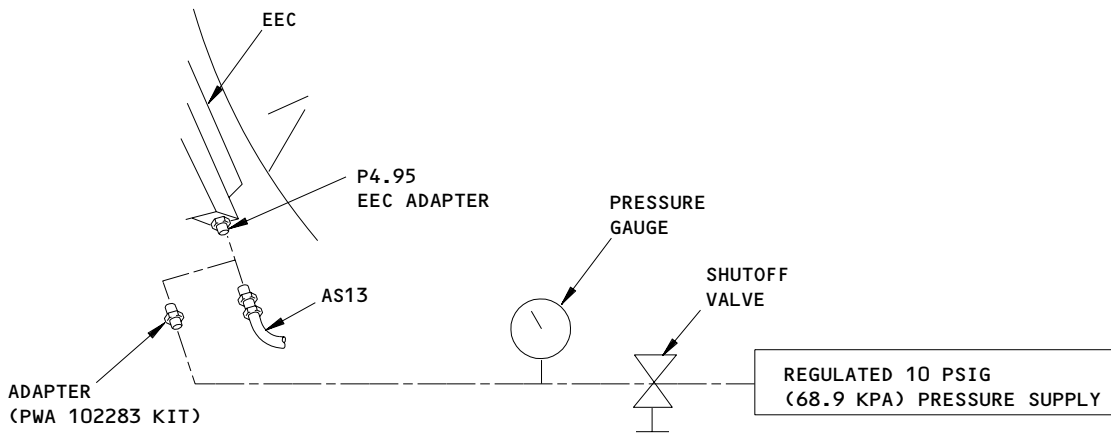 EEC
P4.95
EEC ADAPTER
PRESSURE
GAUGE
SHUTOFF
VALVE
AS13
ADAPTER
(PWA 102283 KIT)
REGULATED 10 PSIG
(68.9 KPA) PRESSURE SUPPLY